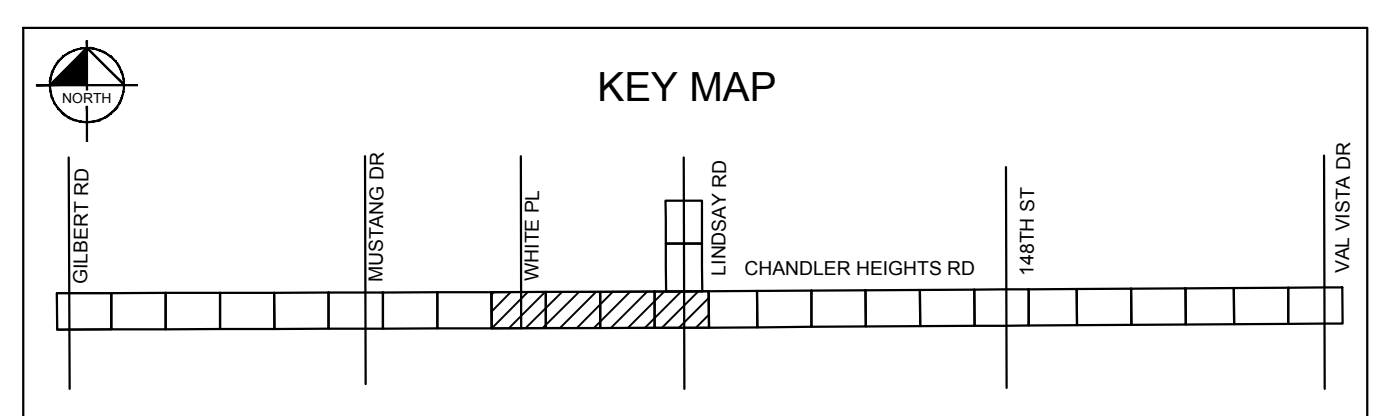 KEY MAP
NORTH
GILBERT RD
MUSTANG DR
WHITE PL
LINDSAY RD
CHANDLER HEIGHTS RD
148TH ST
VAL VISTA DR